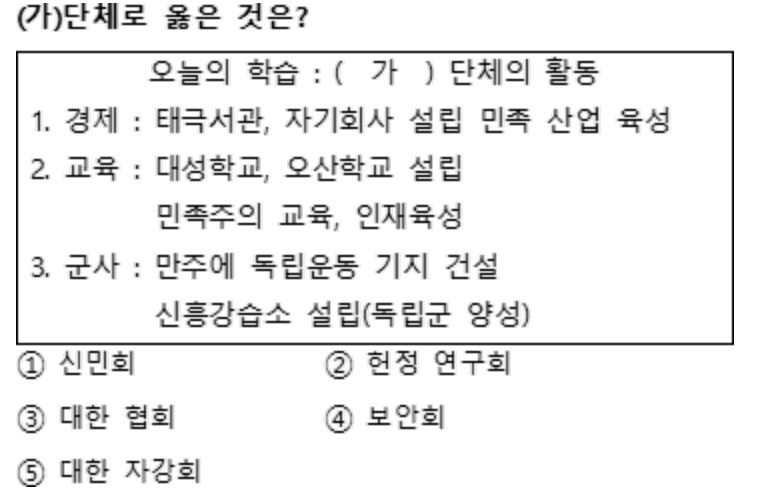 (가)단체로 옳은 것은?
오늘의 학습 : ( 가 ) 단체의 활동
1. 경제 : 태극서관, 자기회사 설립 민족 산업 육성
2. 교육 : 대성학교, 오산학교 설립
민족주의 교육, 인재육성
3. 군사 : 만주에 독립운동 기지 건설
신흥강습소 설립(독립군 양성)
① 신민회 ② 헌정 연구회
③ 대한 협회 ④ 보안회
⑤ 대한 자강회